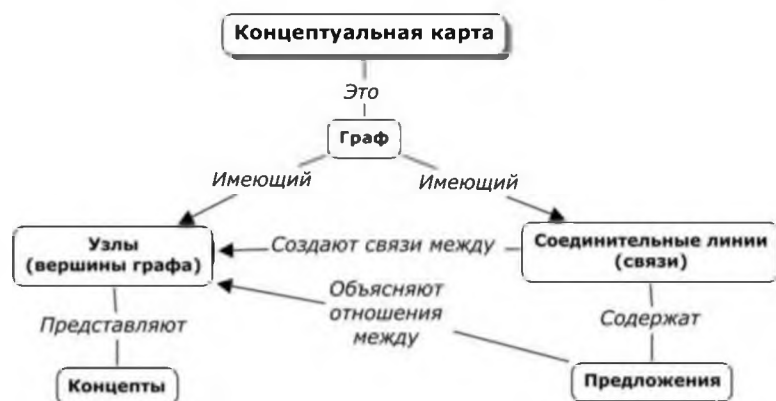 Концептуальная карта
Это
Граф
Имеющий
Имеющий
Узлы
(вершины графа)
Создают связи между
Соединительные линии
(связи)
Объясняют
отношения
между
Представляют
Содержат
Концепты
Предложения